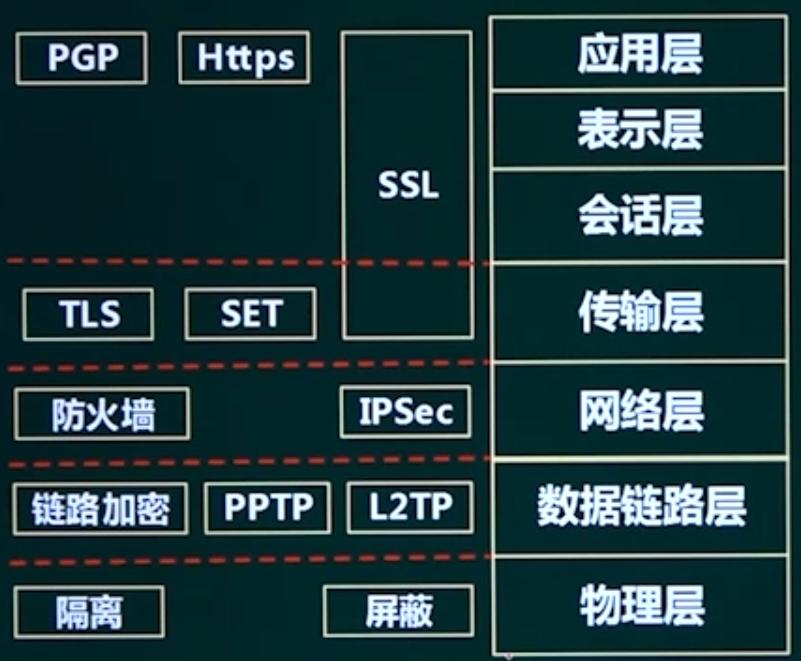 PGP Https 应用层
表示层
SSL 会话层
TLS SET 传输层
防火墙 IPSec 网络层
链路加密 PPTP L2TP 数据链路层
隔离 屏蔽 物理层